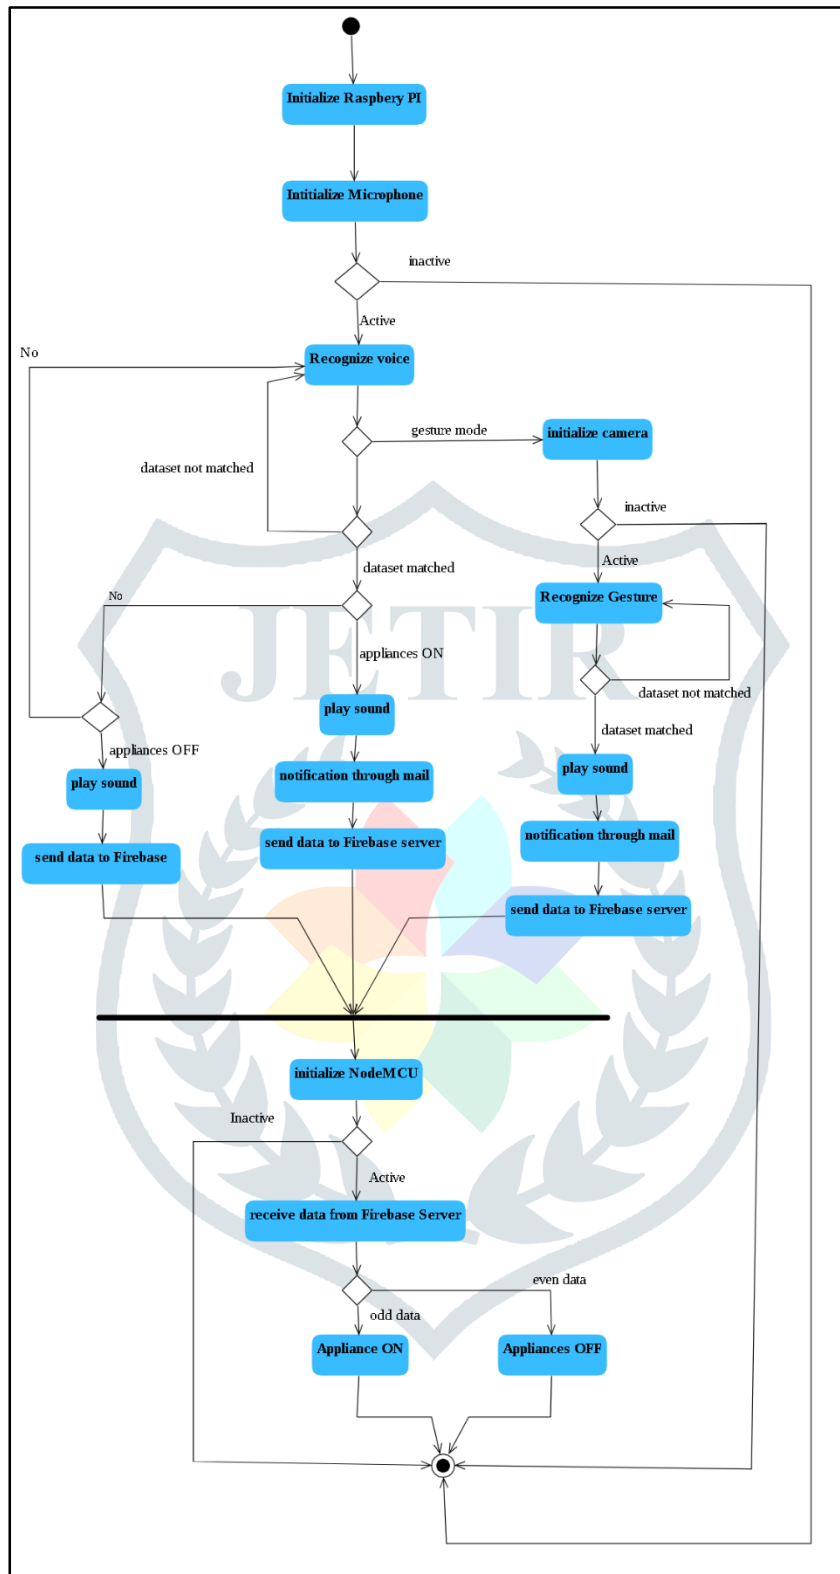 Initialize Raspbery PI
Intitialize Microphone
inactive
Active
No
Recognize voice
gesture mode
initialize camera
dataset not matched
inactive
dataset matched
Active
No
Recognize Gesture
JETIR
appliances ON
dataset not matched
play sound
dataset matched
appliances OFF
play sound
notification through mail
play sound
send data to Firebase server
notification through mail
send data to Firebase
send data to Firebase server
initialize NodeMCU
Inactive
Active
receive data from Firebase Server
even data
odd data
Appliance ON
Appliances OFF